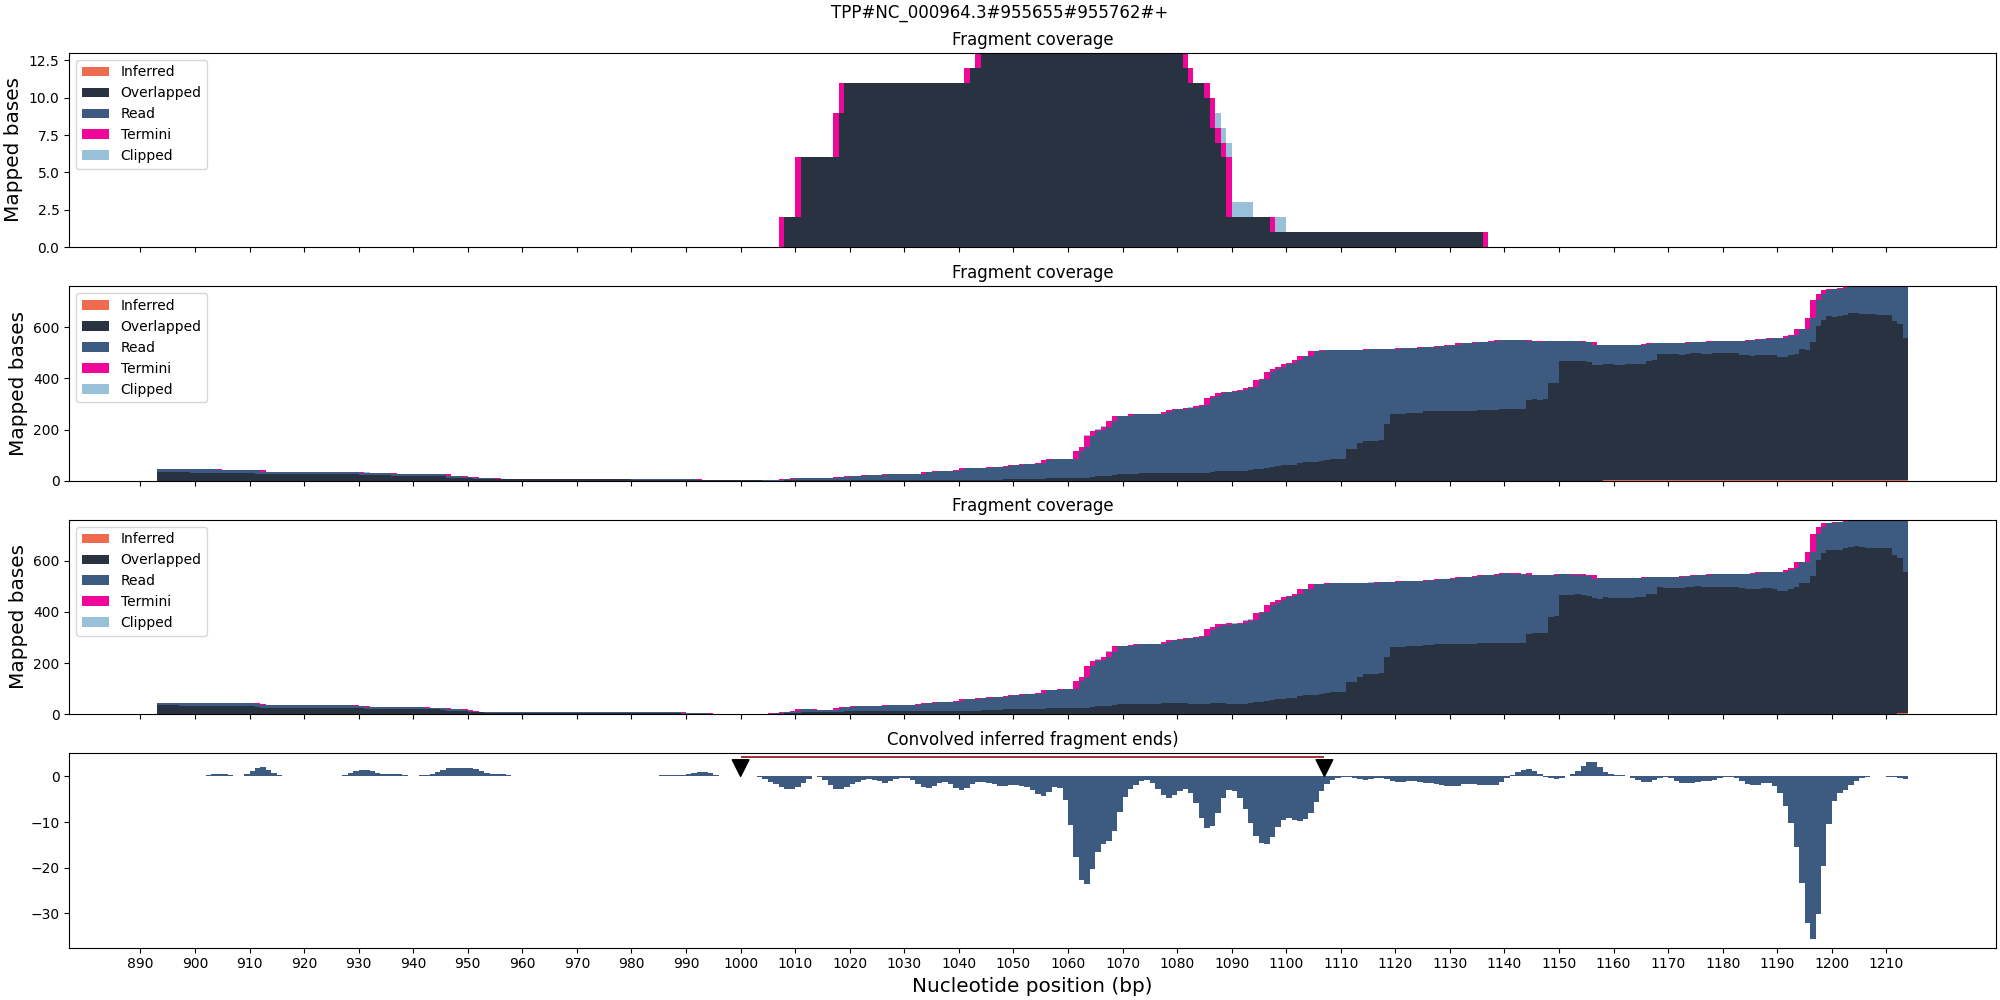 TPP#NC_000964.3#955655#955762#+
Fragment coverage
Mapped bases
12.5
10.0
7.5
5.0
2.5
0.0
Inferred
Overlapped
Read
Termini
Clipped
Fragment coverage
Mapped bases
600
400
200
0
Inferred
Overlapped
Read
Termini
Clipped
Fragment coverage
Mapped bases
600
400
200
0
Inferred
Overlapped
Read
Termini
Clipped
Convolved inferred fragment ends)
0
−10
−20
−30
890 900 910 920 930 940 950 960 970 980 990 1000 1010 1020 1030 1040 1050 1060 1070 1080 1090 1100 1110 1120 1130 1140 1150 1160 1170 1180 1190 1200 1210
Nucleotide position (bp)